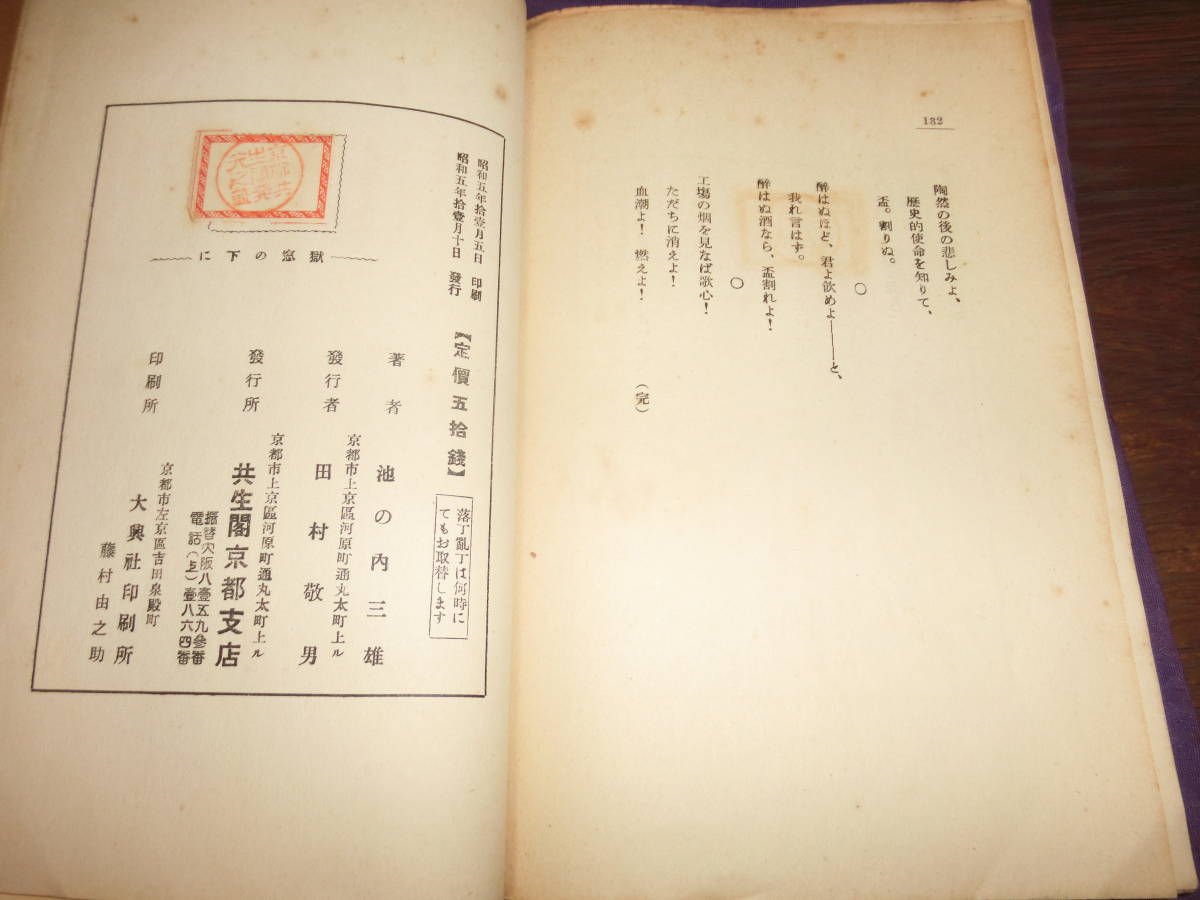 132
陶然の後の悲しみよ、
歴史的使命を知りて、
盃。割りぬ。
○
醉はぬほど、君よ飮めよ――と、
我れ言はず。
醉はぬ酒なら、盃割れよ！
○
工場の烟を見なば歌心！
ただちに消えよ！
血潮よ！燃えよ！
（完）
昭和五年拾壹月五日 印刷
昭和五年拾壹月十日 發行
獄窓の下に
【定價五拾錢】
落丁亂丁は何時に
てもお取替します
著者 池の內三雄
京都市上京區河原町通丸太町上ル
發行者 田村敬男
京都市上京區河原町通丸太町上ル
發行所 共生閣京都支店
振替大阪八壹五九參番
電話（上）壹八六四番
京都市左京區吉田泉殿町
印刷所 大興社印刷所
藤村由之助